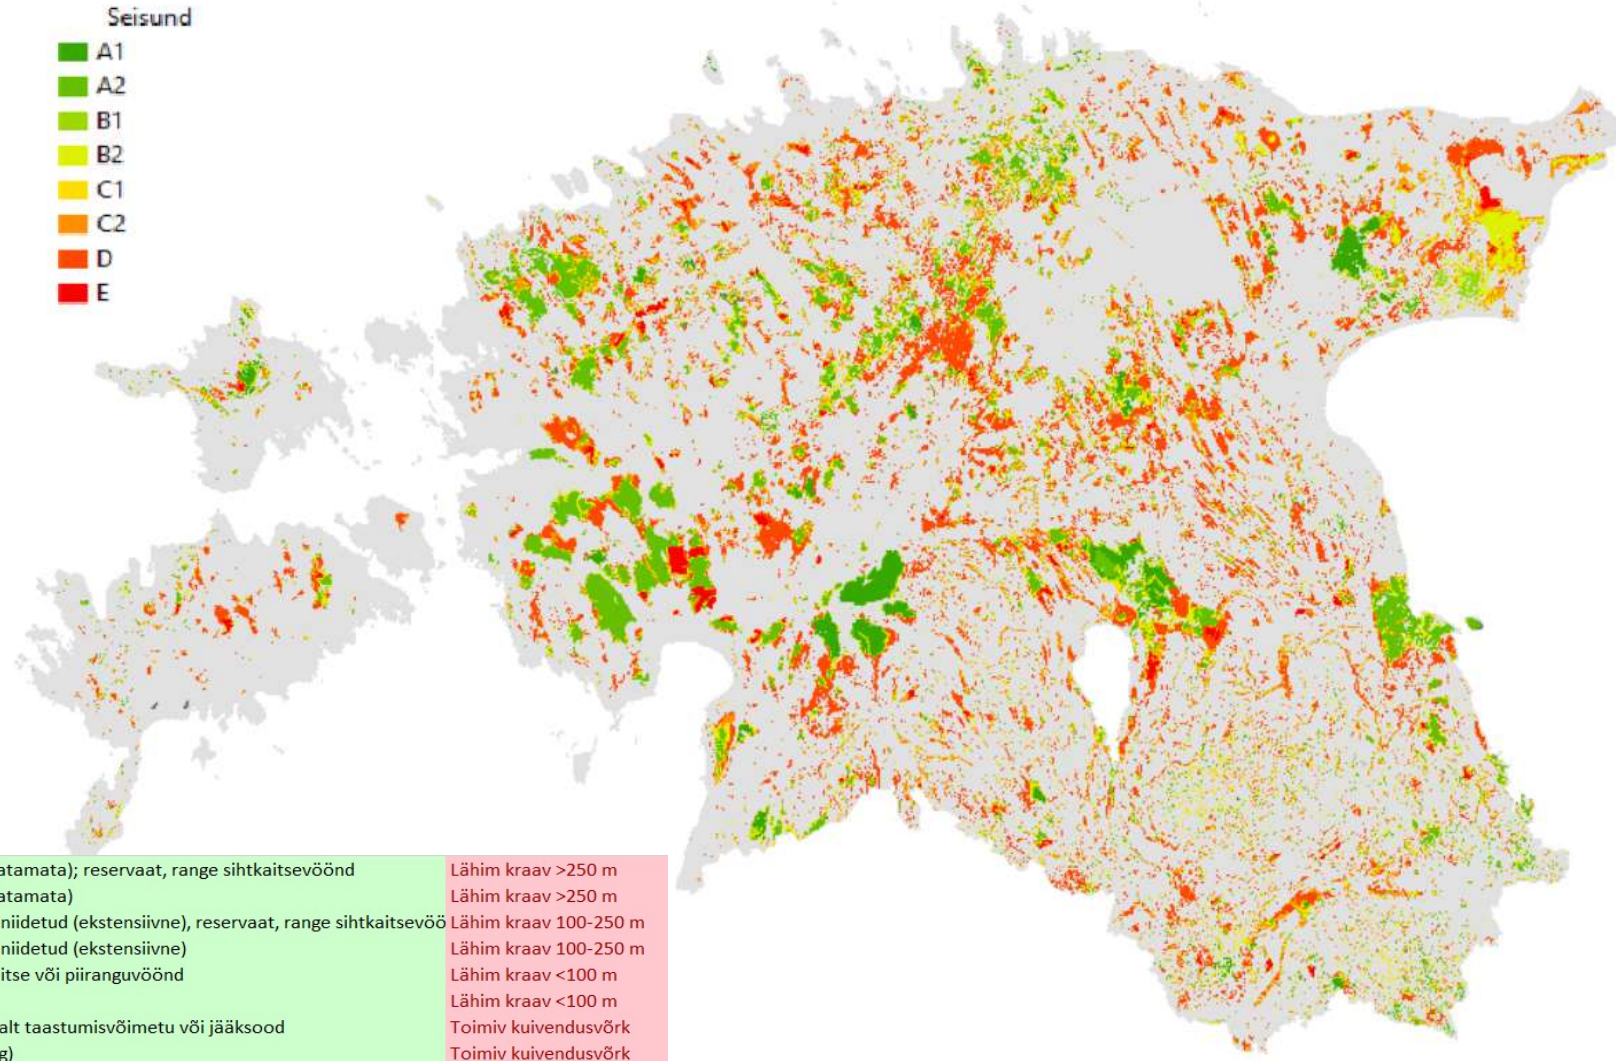 Seisund
A1
A2
B1
B2
C1
C2
D
E
atamata); reservaat, range sihtkaitsevöönd Lähim kraav >250 m
atamata) Lähim kraav >250 m
niidetud (ekstensiivne), reservaat, range sihtkaitsevöö Lähim kraav 100-250 m
niidetud (ekstensiivne) Lähim kraav 100-250 m
itse või piiranguvöönd Lähim kraav <100 m
Lähim kraav <100 m
alt taastumisvõimetu või jääksood Toimiv kuivendusvõrk
g) Toimiv kuivendusvõrk